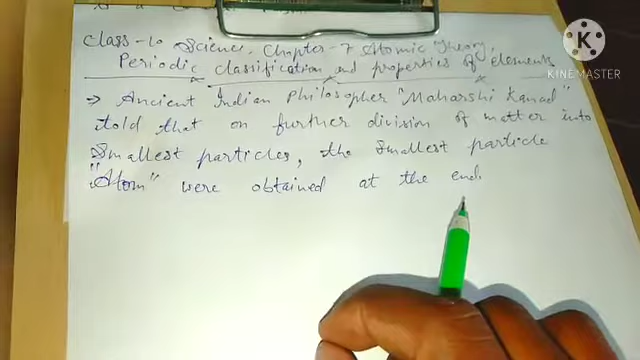 Class-10 Science, Chapter-7 Atomic Theory,
Periodic classification and properties of elements
KINEMASTER
→ Ancient Indian Philosopher "Maharshi Kanad"
told that on further division of matter into
Smallest particles, the smallest particle
"Atom" were obtained at the end.